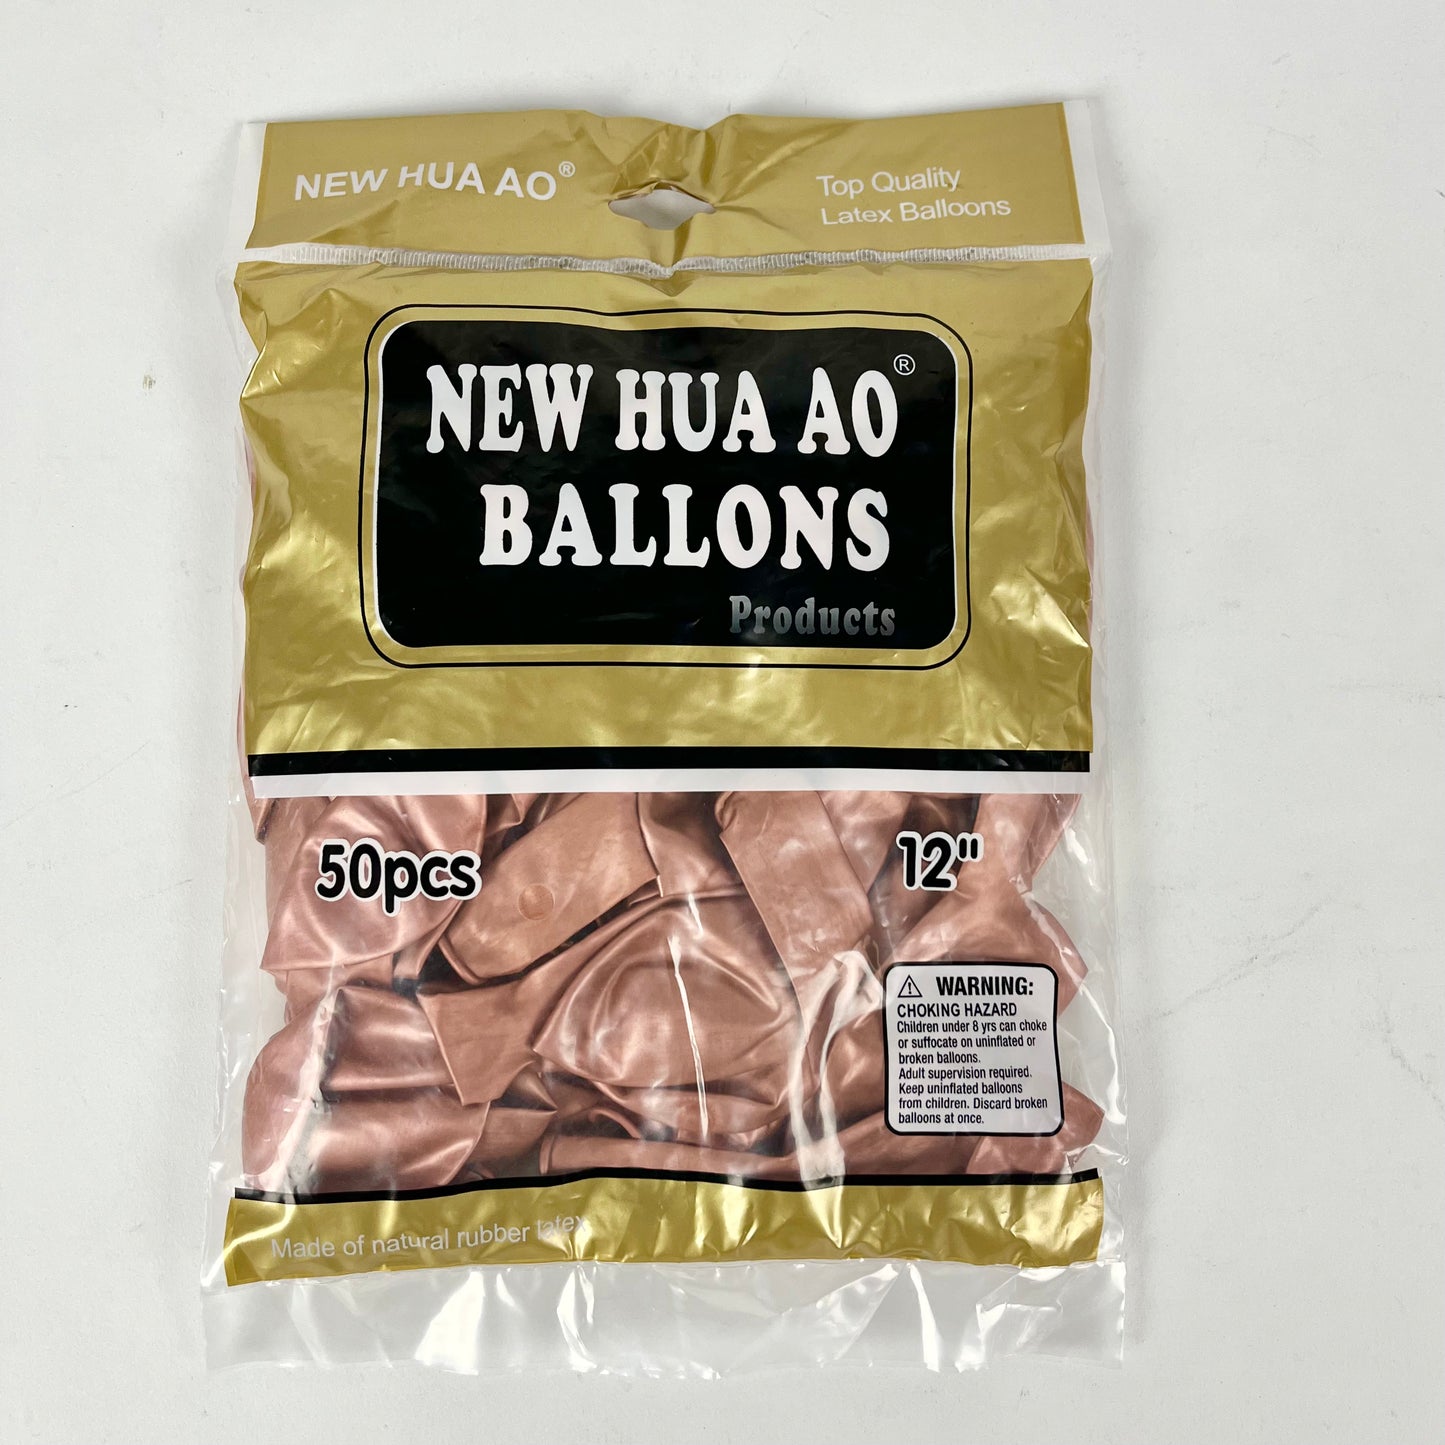 NEW HUA AO®
Top Quality
Latex Balloons
NEW HUA AO®
BALLONS
Products
50pcs
12"
⚠ WARNING:
CHOKING HAZARD
Children under 8 yrs can choke
or suffocate on uninflated or
broken balloons.
Adult supervision required.
Keep uninflated balloons
from children. Discard broken
balloons at once.
Made of natural rubber latex